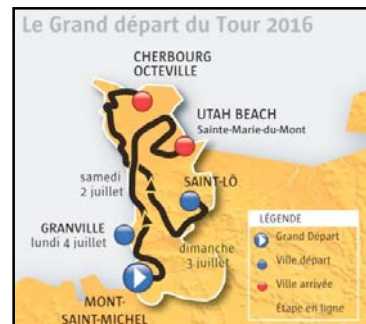 Le Grand départ du Tour 2016
CHERBOURG
OCTEVILLE
UTAH BEACH
Sainte-Marie-du-Mont
samedi
2 juillet
SAINT-LÔ
GRANVILLE
lundi 4 juillet
dimanche
3 juillet
MONT-
SAINT-MICHEL
LÉGENDE
Grand Départ
Ville départ
Ville arrivée
Étape en ligne